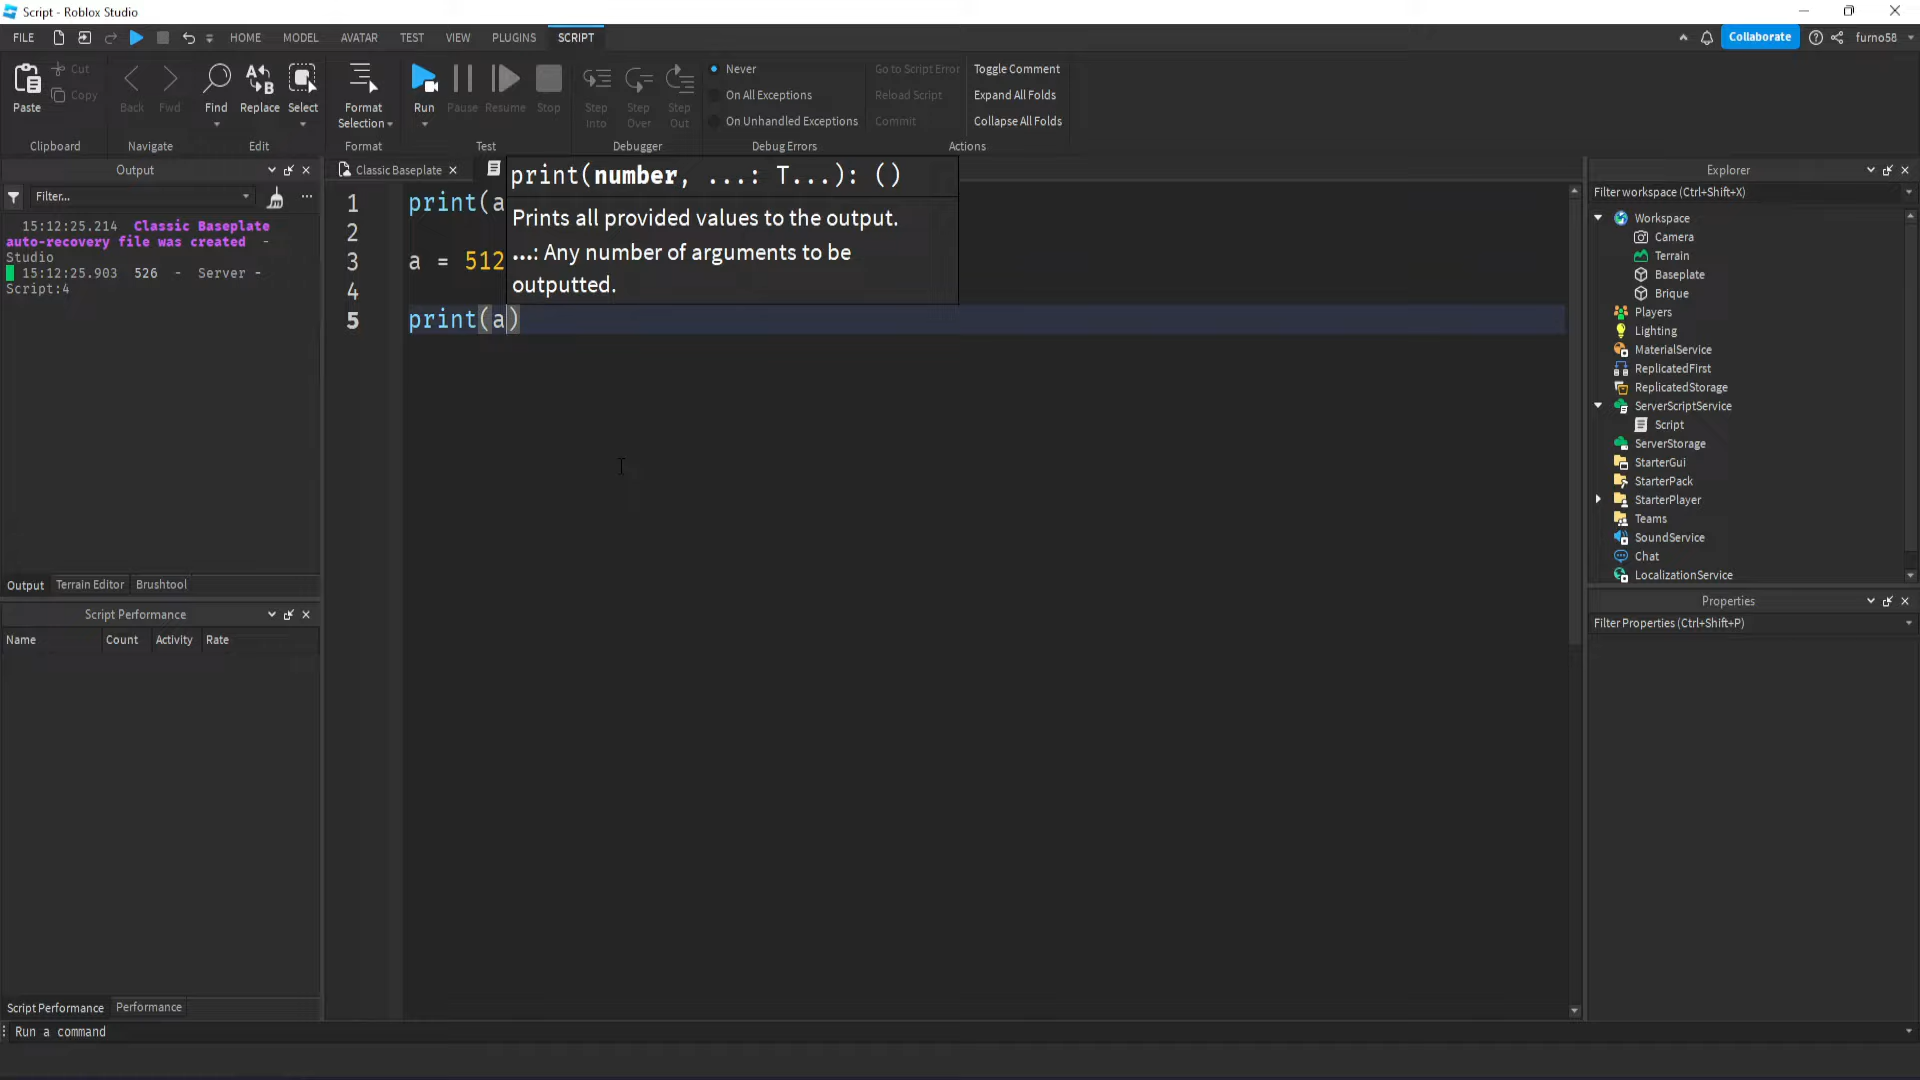 Script - Roblox Studio
FILE HOME MODEL AVATAR TEST VIEW PLUGINS SCRIPT Collaborate furno58
Paste Cut Copy
Back Fwd
Find Replace Select
Format Selection
Run Pause Resume Stop
Step Into Step Over Step Out
Never
On All Exceptions
On Unhandled Exceptions
Go to Script Error
Reload Script
Commit
Toggle Comment
Expand All Folds
Collapse All Folds
Clipboard Navigate Edit Format Test Debugger Debug Errors Actions
Output
Filter...
15:12:25.214 Classic Baseplate
auto-recovery file was created -
Studio
15:12:25.903 526 - Server -
Script:4
Output Terrain Editor Brushtool
Script Performance
Name Count Activity Rate
Script Performance Performance
Run a command
Classic Baseplate
1 print(a
2
3 a = 512
4
5 print(a)
print(number, ...: T...): ()
Prints all provided values to the output.
...: Any number of arguments to be
outputted.
Explorer
Filter workspace (Ctrl+Shift+X)
Workspace
Camera
Terrain
Baseplate
Brique
Players
Lighting
MaterialService
ReplicatedFirst
ReplicatedStorage
ServerScriptService
Script
ServerStorage
StarterGui
StarterPack
StarterPlayer
Teams
SoundService
Chat
LocalizationService
Properties
Filter Properties (Ctrl+Shift+P)